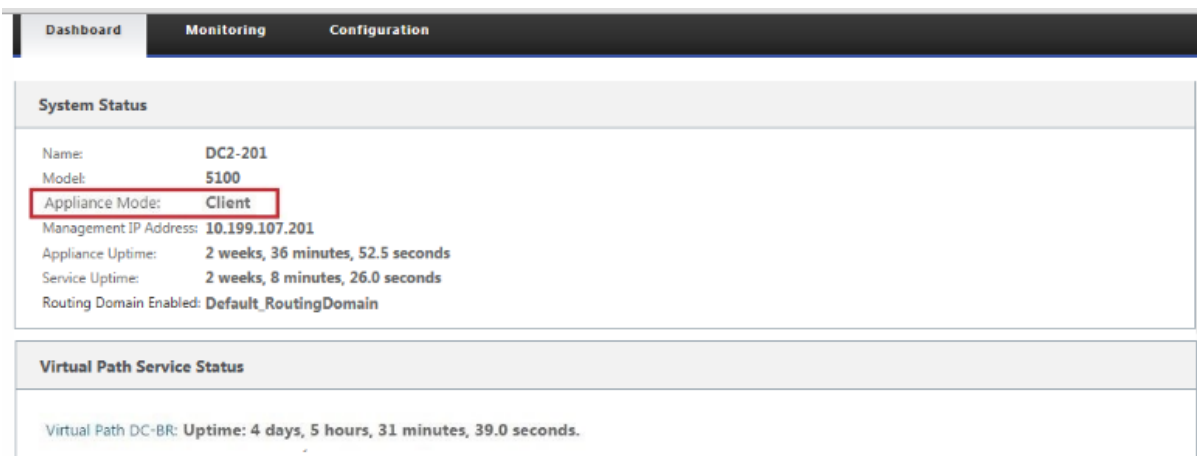 Dashboard Monitoring Configuration
System Status
Name: DC2-201
Model: 5100
Appliance Mode: Client
Management IP Address: 10.199.107.201
Appliance Uptime: 2 weeks, 36 minutes, 52.5 seconds
Service Uptime: 2 weeks, 8 minutes, 26.0 seconds
Routing Domain Enabled: Default_RoutingDomain
Virtual Path Service Status
Virtual Path DC-BR: Uptime: 4 days, 5 hours, 31 minutes, 39.0 seconds.